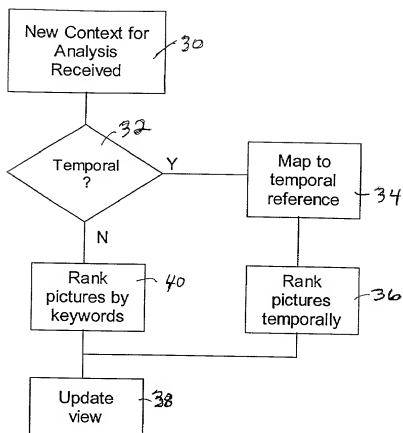 New Context for
Analysis
Received
30
32
Temporal
?
Y
Map to
temporal
reference
34
N
Rank
pictures by
keywords
40
Rank
pictures
temporally
36
Update
view
38